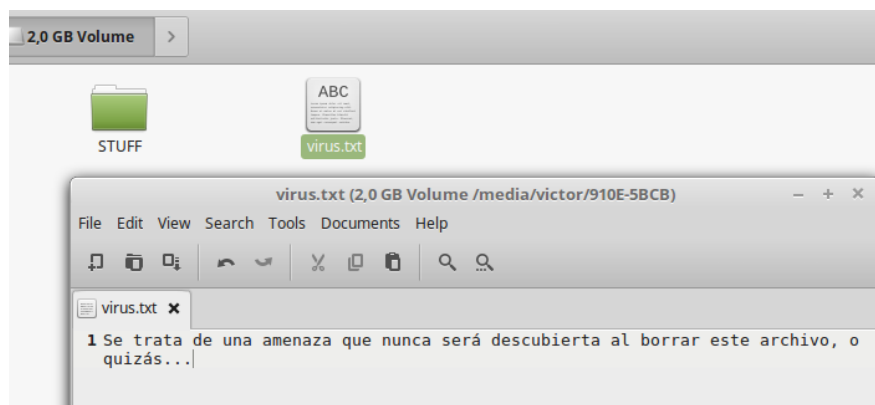 2,0 GB Volume
STUFF
ABC
virus.txt
virus.txt (2,0 GB Volume /media/victor/910E-5BCB)
File Edit View Search Tools Documents Help
virus.txt
1 Se trata de una amenaza que nunca será descubierta al borrar este archivo, o
quizás...